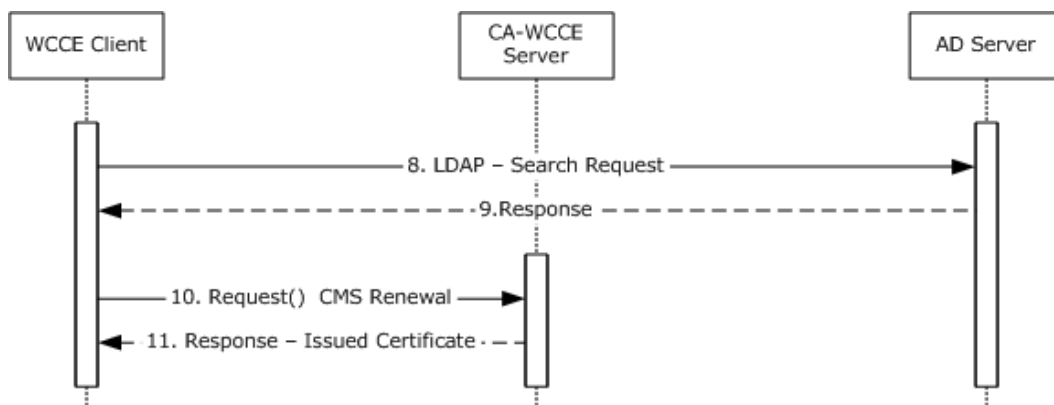 WCCE Client
CA-WCCE
Server
AD Server
8. LDAP – Search Request
9.Response
10. Request()  CMS Renewal
11. Response – Issued Certificate